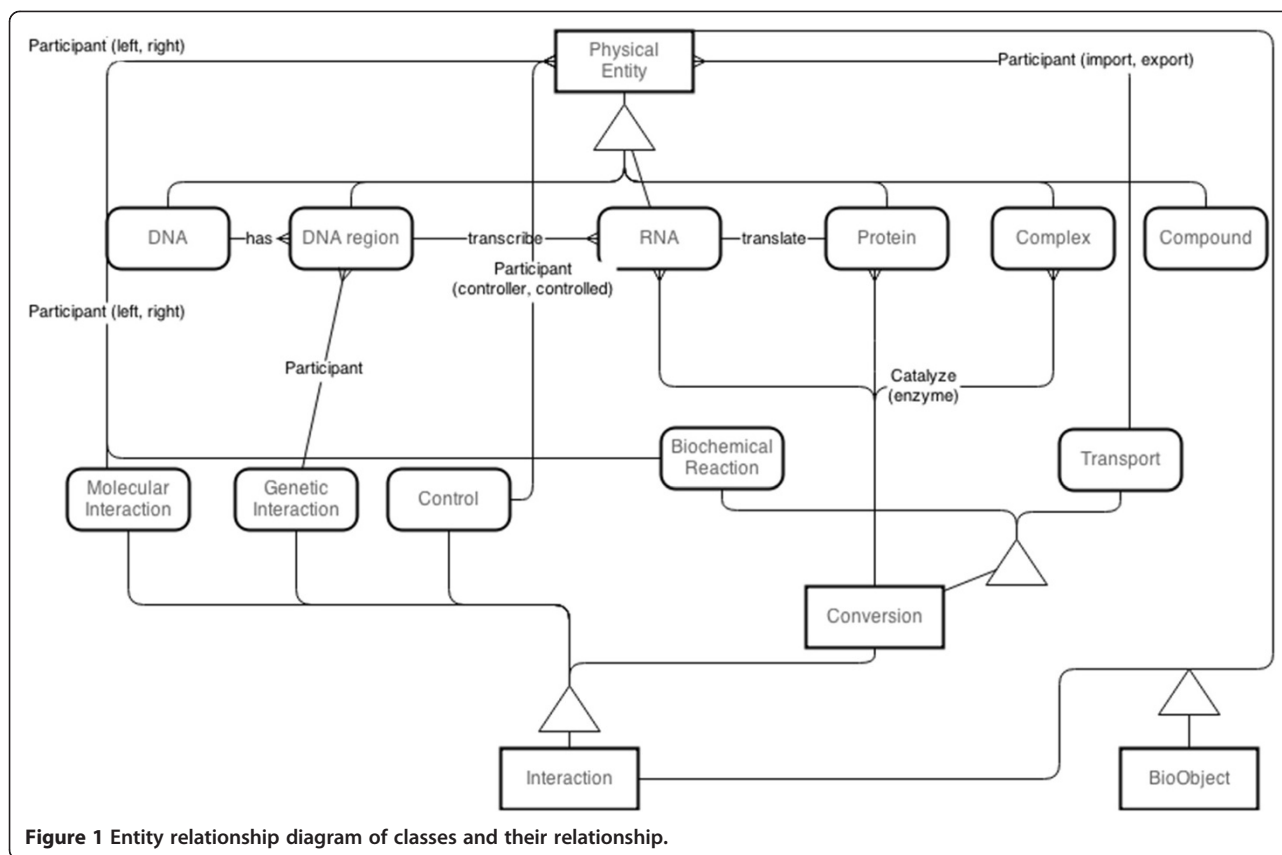 Participant (left, right)
Physical
Entity
Participant (import, export)
DNA
has
DNA region
transcribe
RNA
translate
Protein
Complex
Compound
Participant
(controller, controlled)
Participant (left, right)
Participant
Catalyze
(enzyme)
Biochemical
Reaction
Transport
Molecular
Interaction
Genetic
Interaction
Control
Conversion
Interaction
BioObject
Figure 1 Entity relationship diagram of classes and their relationship.